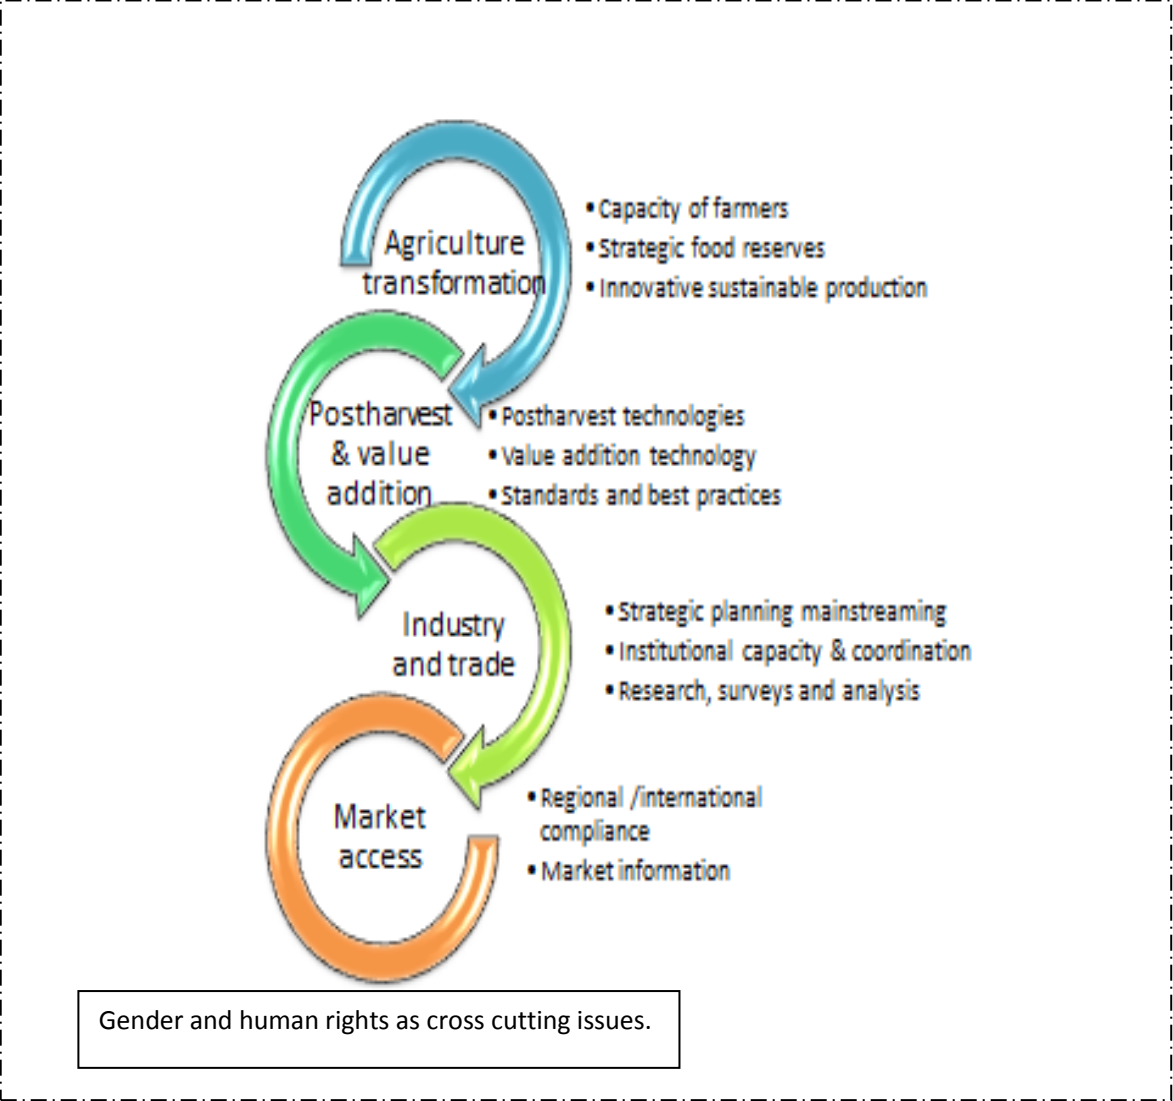 Agriculture
transformation
• Capacity of farmers
• Strategic food reserves
• Innovative sustainable production
Postharvest
& value
addition
• Postharvest technologies
• Value addition technology
• Standards and best practices
Industry
and trade
• Strategic planning mainstreaming
• Institutional capacity & coordination
• Research, surveys and analysis
Market
access
• Regional /international
compliance
• Market information
Gender and human rights as cross cutting issues.